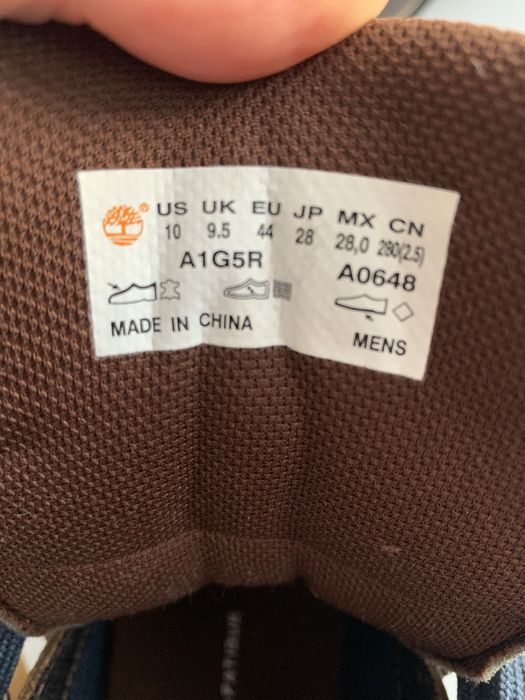 ® US UK EU JP MX CN
10 9.5 44 28 28,0 280(2.5)
A1G5R A0648
MADE IN CHINA MENS